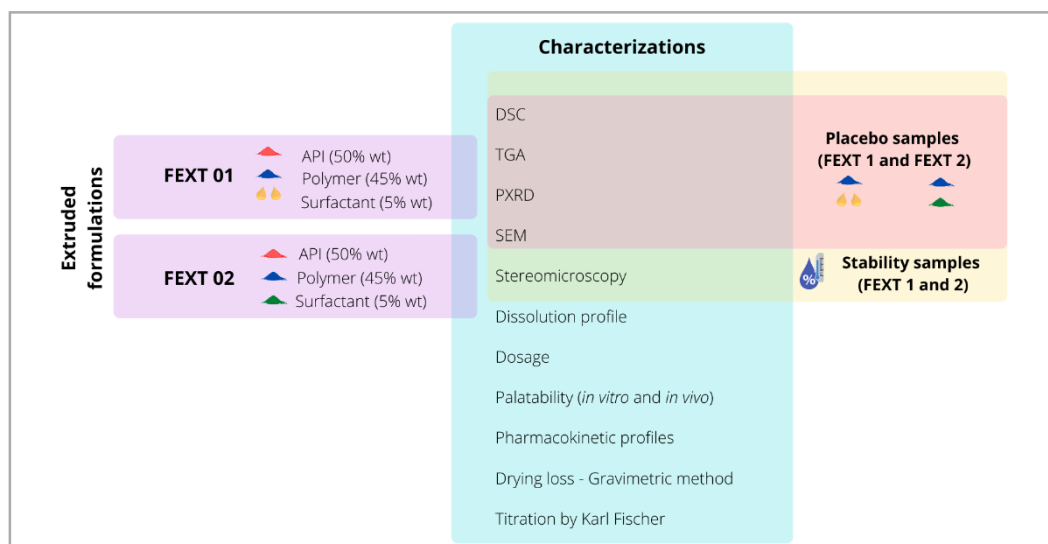 Characterizations
Extruded
formulations
FEXT 01
API (50% wt)
Polymer (45% wt)
Surfactant (5% wt)
FEXT 02
API (50% wt)
Polymer (45% wt)
Surfactant (5% wt)
DSC
TGA
PXRD
SEM
Stereomicroscopy
Dissolution profile
Dosage
Palatability (in vitro and in vivo)
Pharmacokinetic profiles
Drying loss - Gravimetric method
Titration by Karl Fischer
Placebo samples
(FEXT 1 and FEXT 2)
%
Stability samples
(FEXT 1 and 2)